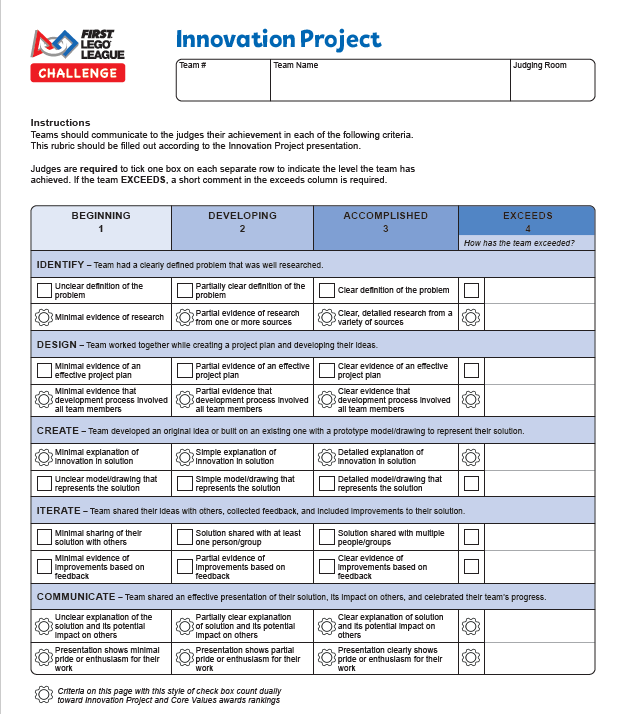 FIRST
LEGO
LEAGUE
CHALLENGE
Innovation Project
Team #
Team Name
Judging Room
Instructions
Teams should communicate to the judges their achievement in each of the following criteria.
This rubric should be filled out according to the Innovation Project presentation.
Judges are required to tick one box on each separate row to indicate the level the team has
achieved. If the team EXCEEDS, a short comment in the exceeds column is required.
BEGINNING
1
DEVELOPING
2
ACCOMPLISHED
3
EXCEEDS
4
How has the team exceeded?
IDENTIFY – Team had a clearly defined problem that was well researched.
Unclear definition of the
problem
Partially clear definition of the
problem
Clear definition of the problem
Minimal evidence of research
Partial evidence of research
from one or more sources
Clear, detailed research from a
variety of sources
DESIGN – Team worked together while creating a project plan and developing their ideas.
Minimal evidence of an
effective project plan
Partial evidence of an effective
project plan
Clear evidence of an effective
project plan
Minimal evidence that
development process involved
all team members
Partial evidence that
development process involved
all team members
Clear evidence that
development process involved
all team members
CREATE – Team developed an original idea or built on an existing one with a prototype model/drawing to represent their solution.
Minimal explanation of
innovation in solution
Simple explanation of
innovation in solution
Detailed explanation of
innovation in solution
Unclear model/drawing that
represents the solution
Simple model/drawing that
represents the solution
Detailed model/drawing that
represents the solution
ITERATE – Team shared their ideas with others, collected feedback, and included improvements to their solution.
Minimal sharing of their
solution with others
Solution shared with at least
one person/group
Solution shared with multiple
people/groups
Minimal evidence of
improvements based on
feedback
Partial evidence of
improvements based on
feedback
Clear evidence of
improvements based on
feedback
COMMUNICATE – Team shared an effective presentation of their solution, its impact on others, and celebrated their team's progress.
Unclear explanation of the
solution and its potential
impact on others
Partially clear explanation
of solution and its potential
impact on others
Clear explanation of solution
and its potential impact on
others
Presentation shows minimal
pride or enthusiasm for their
work
Presentation shows partial
pride or enthusiasm for their
work
Presentation clearly shows
pride or enthusiasm for their
work
Criteria on this page with this style of check box count dually
toward Innovation Project and Core Values awards rankings